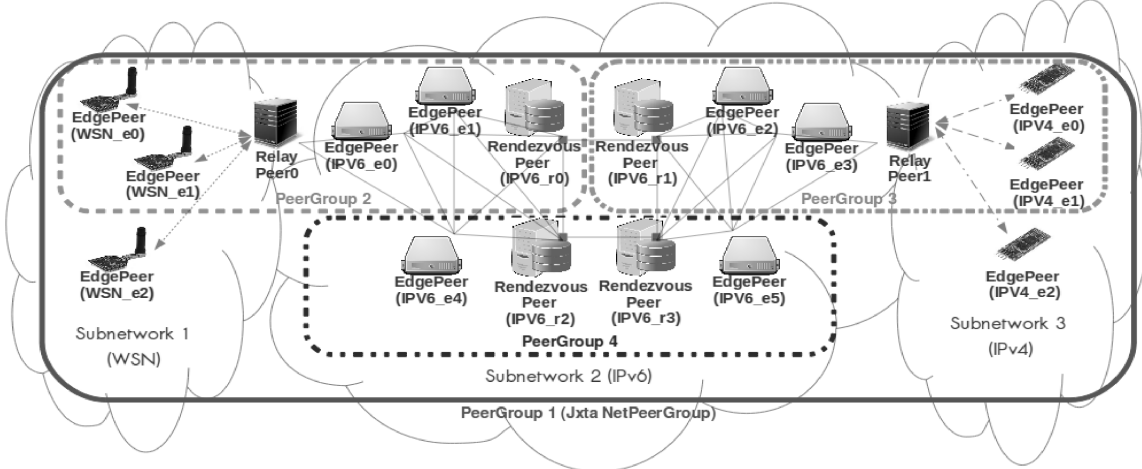 EdgePeer
(WSN_e0)
EdgePeer
(WSN_e1)
EdgePeer
(WSN_e2)
Relay
Peer0
EdgePeer
(IPV6_e0)
EdgePeer
(IPV6_e1)
Rendezvous
Peer
(IPV6_r0)
PeerGroup 2
Rendezvous
Peer
(IPV6_r1)
EdgePeer
(IPV6_e2)
EdgePeer
(IPV6_e3)
Relay
Peer1
EdgePeer
(IPV4_e0)
EdgePeer
(IPV4_e1)
PeerGroup 3
EdgePeer
(IPV4_e2)
EdgePeer
(IPV6_e4)
Rendezvous
Peer
(IPV6_r2)
Rendezvous
Peer
(IPV6_r3)
EdgePeer
(IPV6_e5)
PeerGroup 4
Subnetwork 1
(WSN)
Subnetwork 2 (IPv6)
Subnetwork 3
(IPv4)
PeerGroup 1 (Jxta NetPeerGroup)